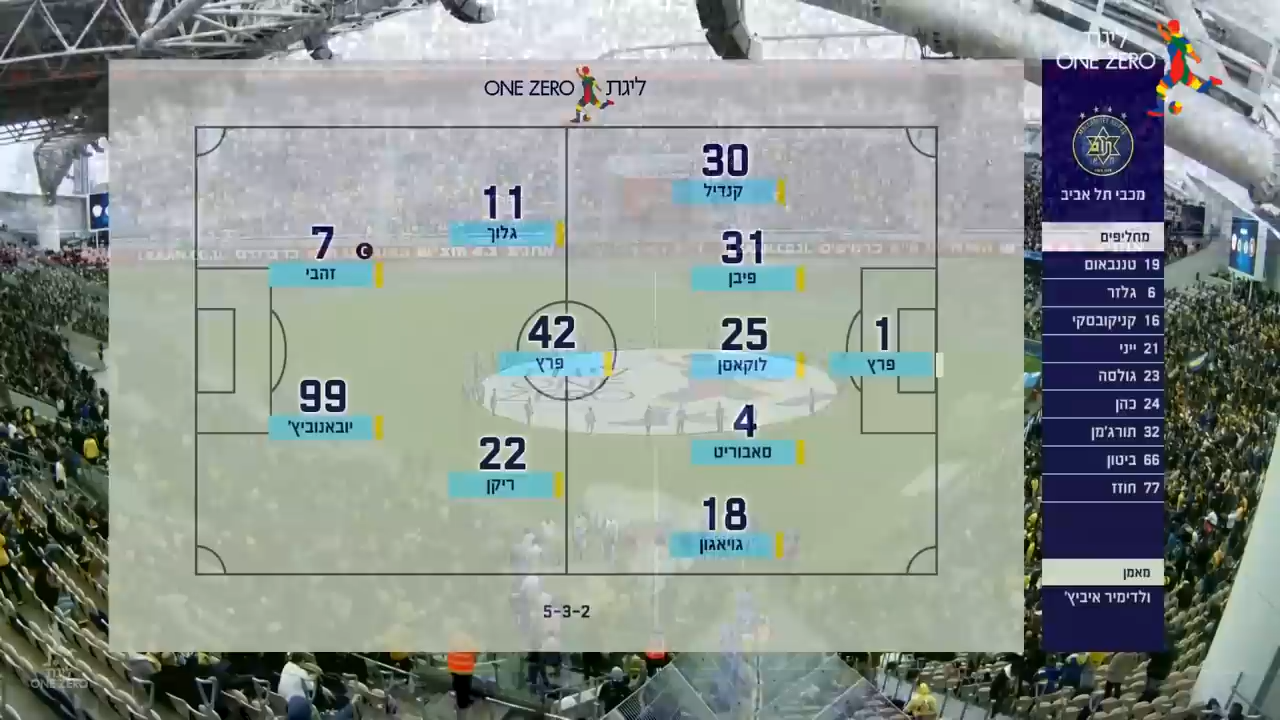 ליגת ONE ZERO
30
קנדיל
11
גלוך
7 C
זהבי
31
פיבן
42
פרץ
25
לוקאסן
1
פרץ
99
יובאנוביץ'
4
סאבוריט
22
ריקן
18
גויאגון
5-3-2
ליגת
ONE ZERO
מכבי תל אביב
מחליפים
19 טננבאום
6 גלזר
16 קניקובסקי
21 ייני
23 גולסה
24 כהן
32 תורג'מן
66 ביטון
77 חוזז
מאמן
ולדימיר איביץ'
ליגת
ONE ZERO